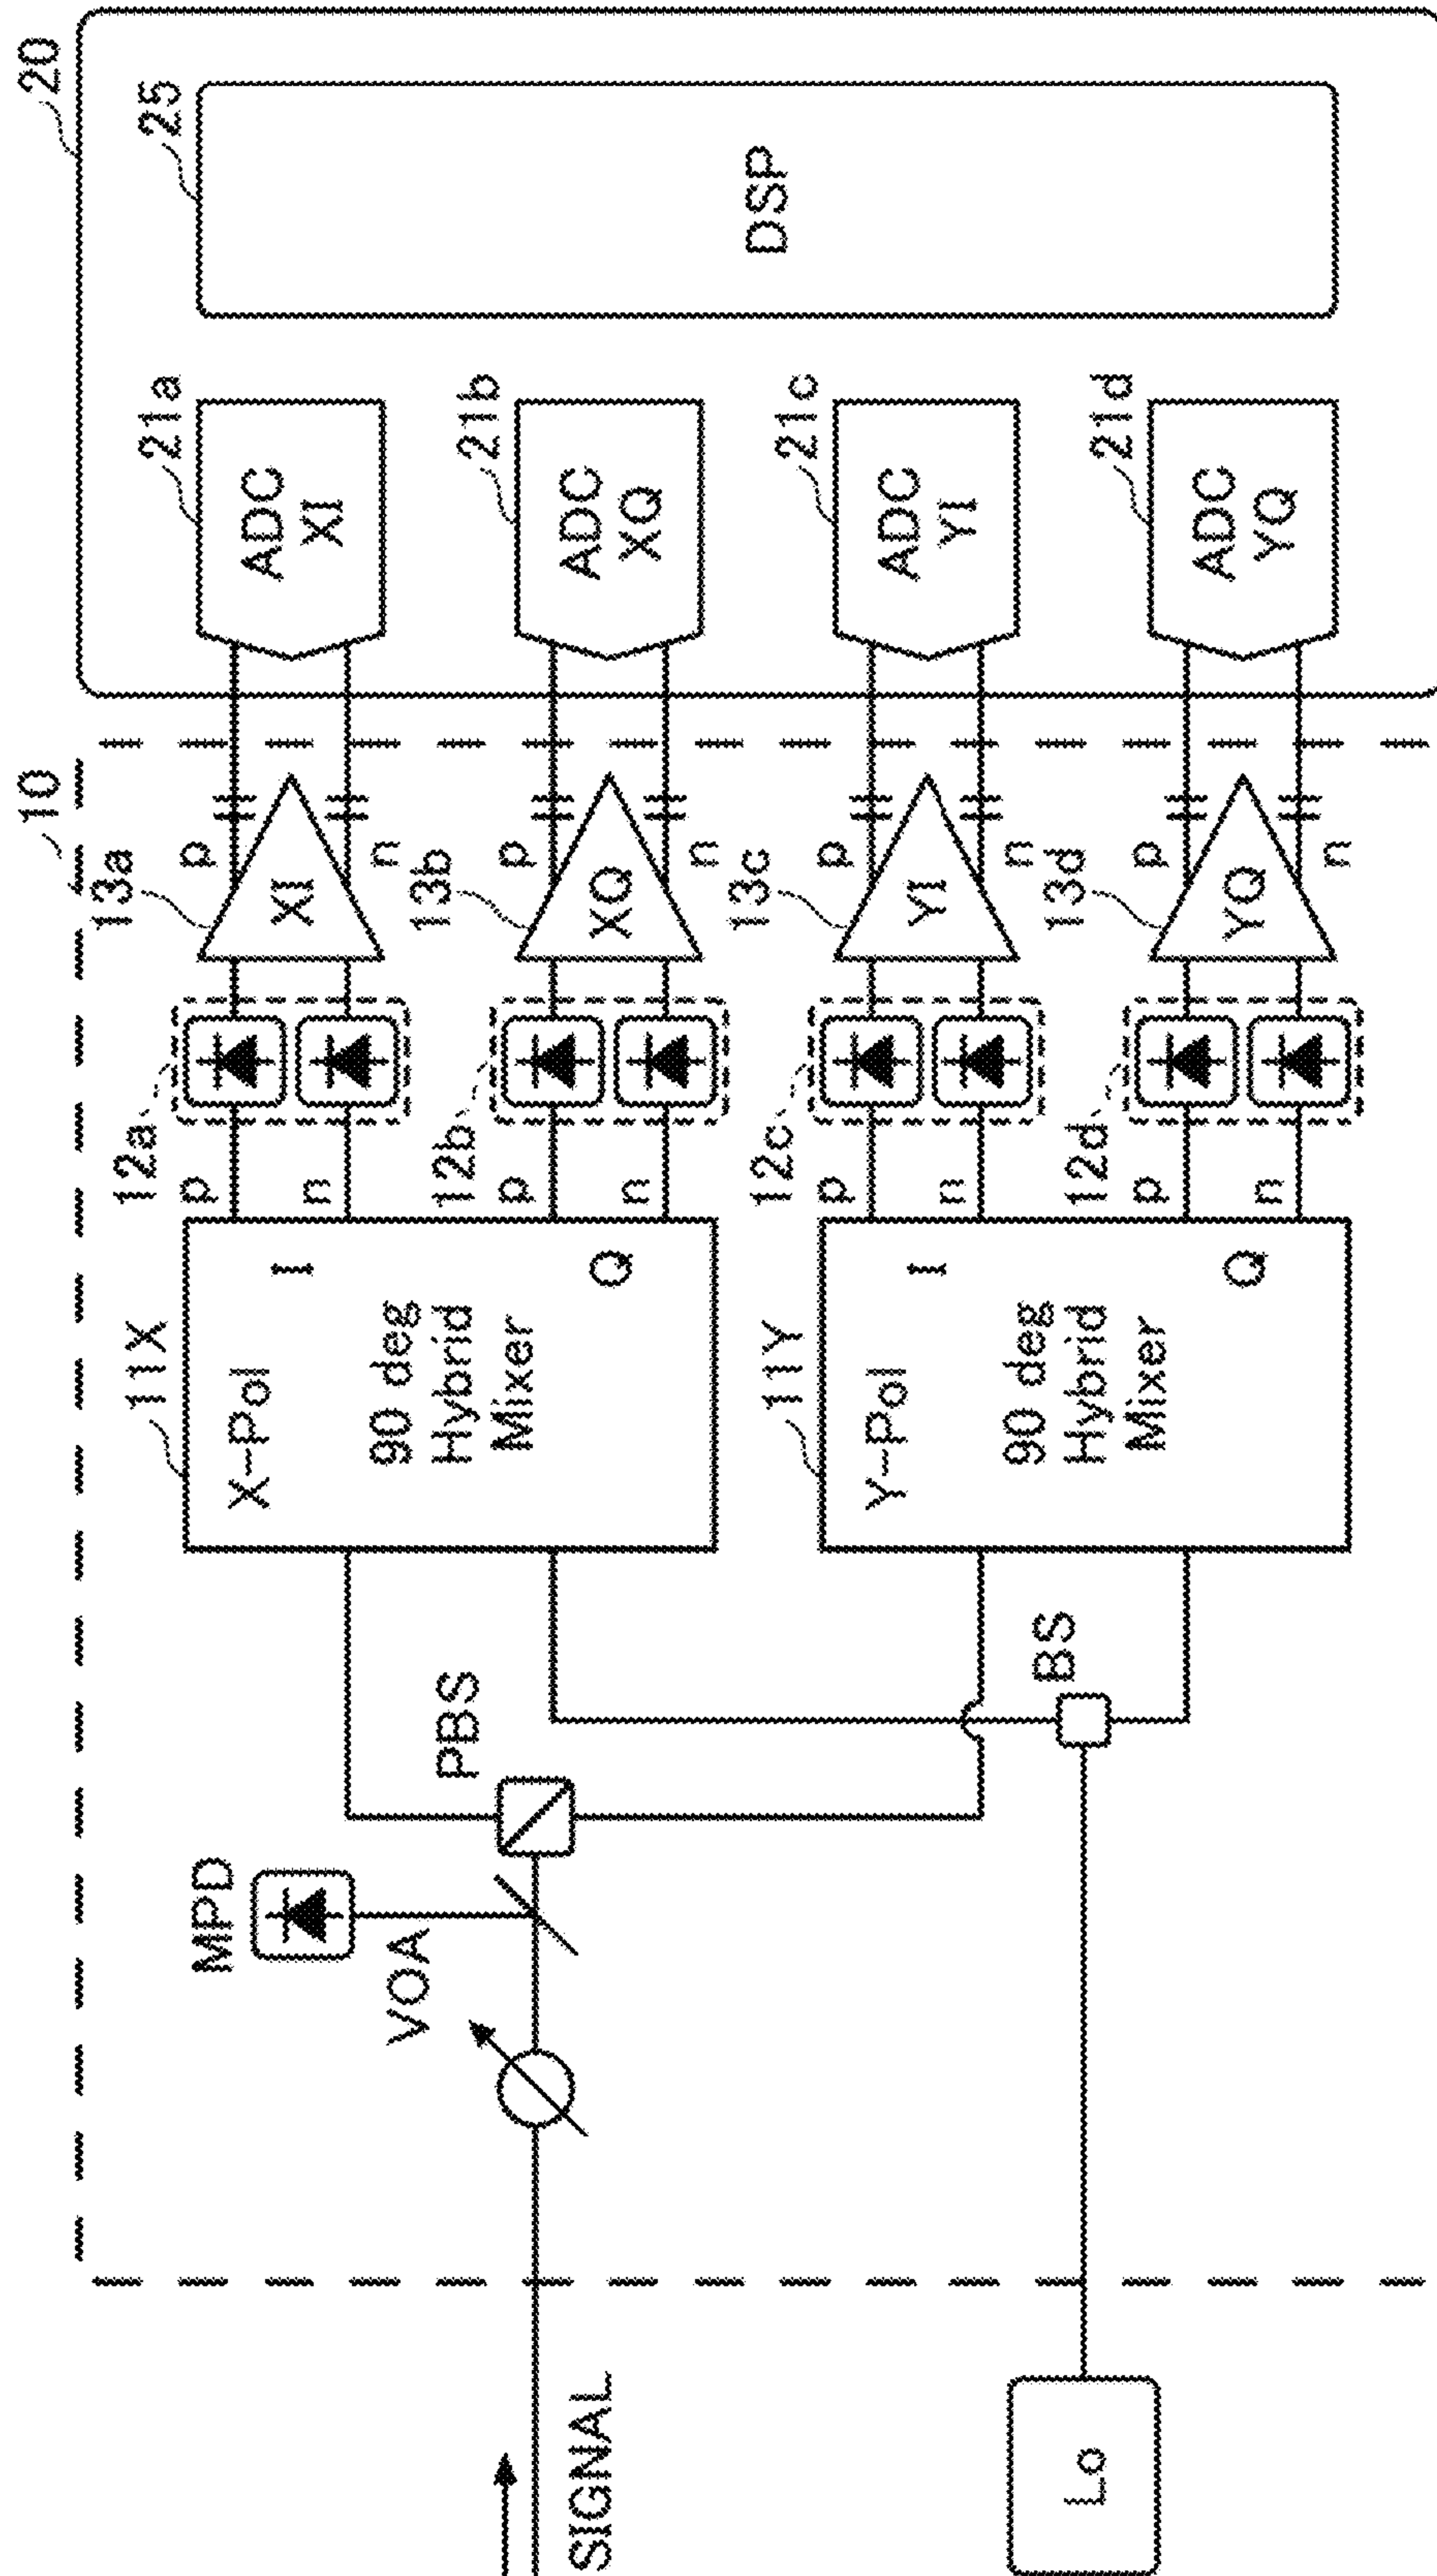 10
20
SIGNAL
VOA
MPD
PBS
Lo
BS
11X
X-Pol
I
90 deg
Hybrid
Mixer
Q
11Y
Y-Pol
I
90 deg
Hybrid
Mixer
Q
12a
p
n
12b
p
n
12c
p
n
12d
p
n
13a
XI
p
n
13b
XQ
p
n
13c
YI
p
n
13d
YQ
p
n
21a
ADC
XI
21b
ADC
XQ
21c
ADC
YI
21d
ADC
YQ
25
DSP